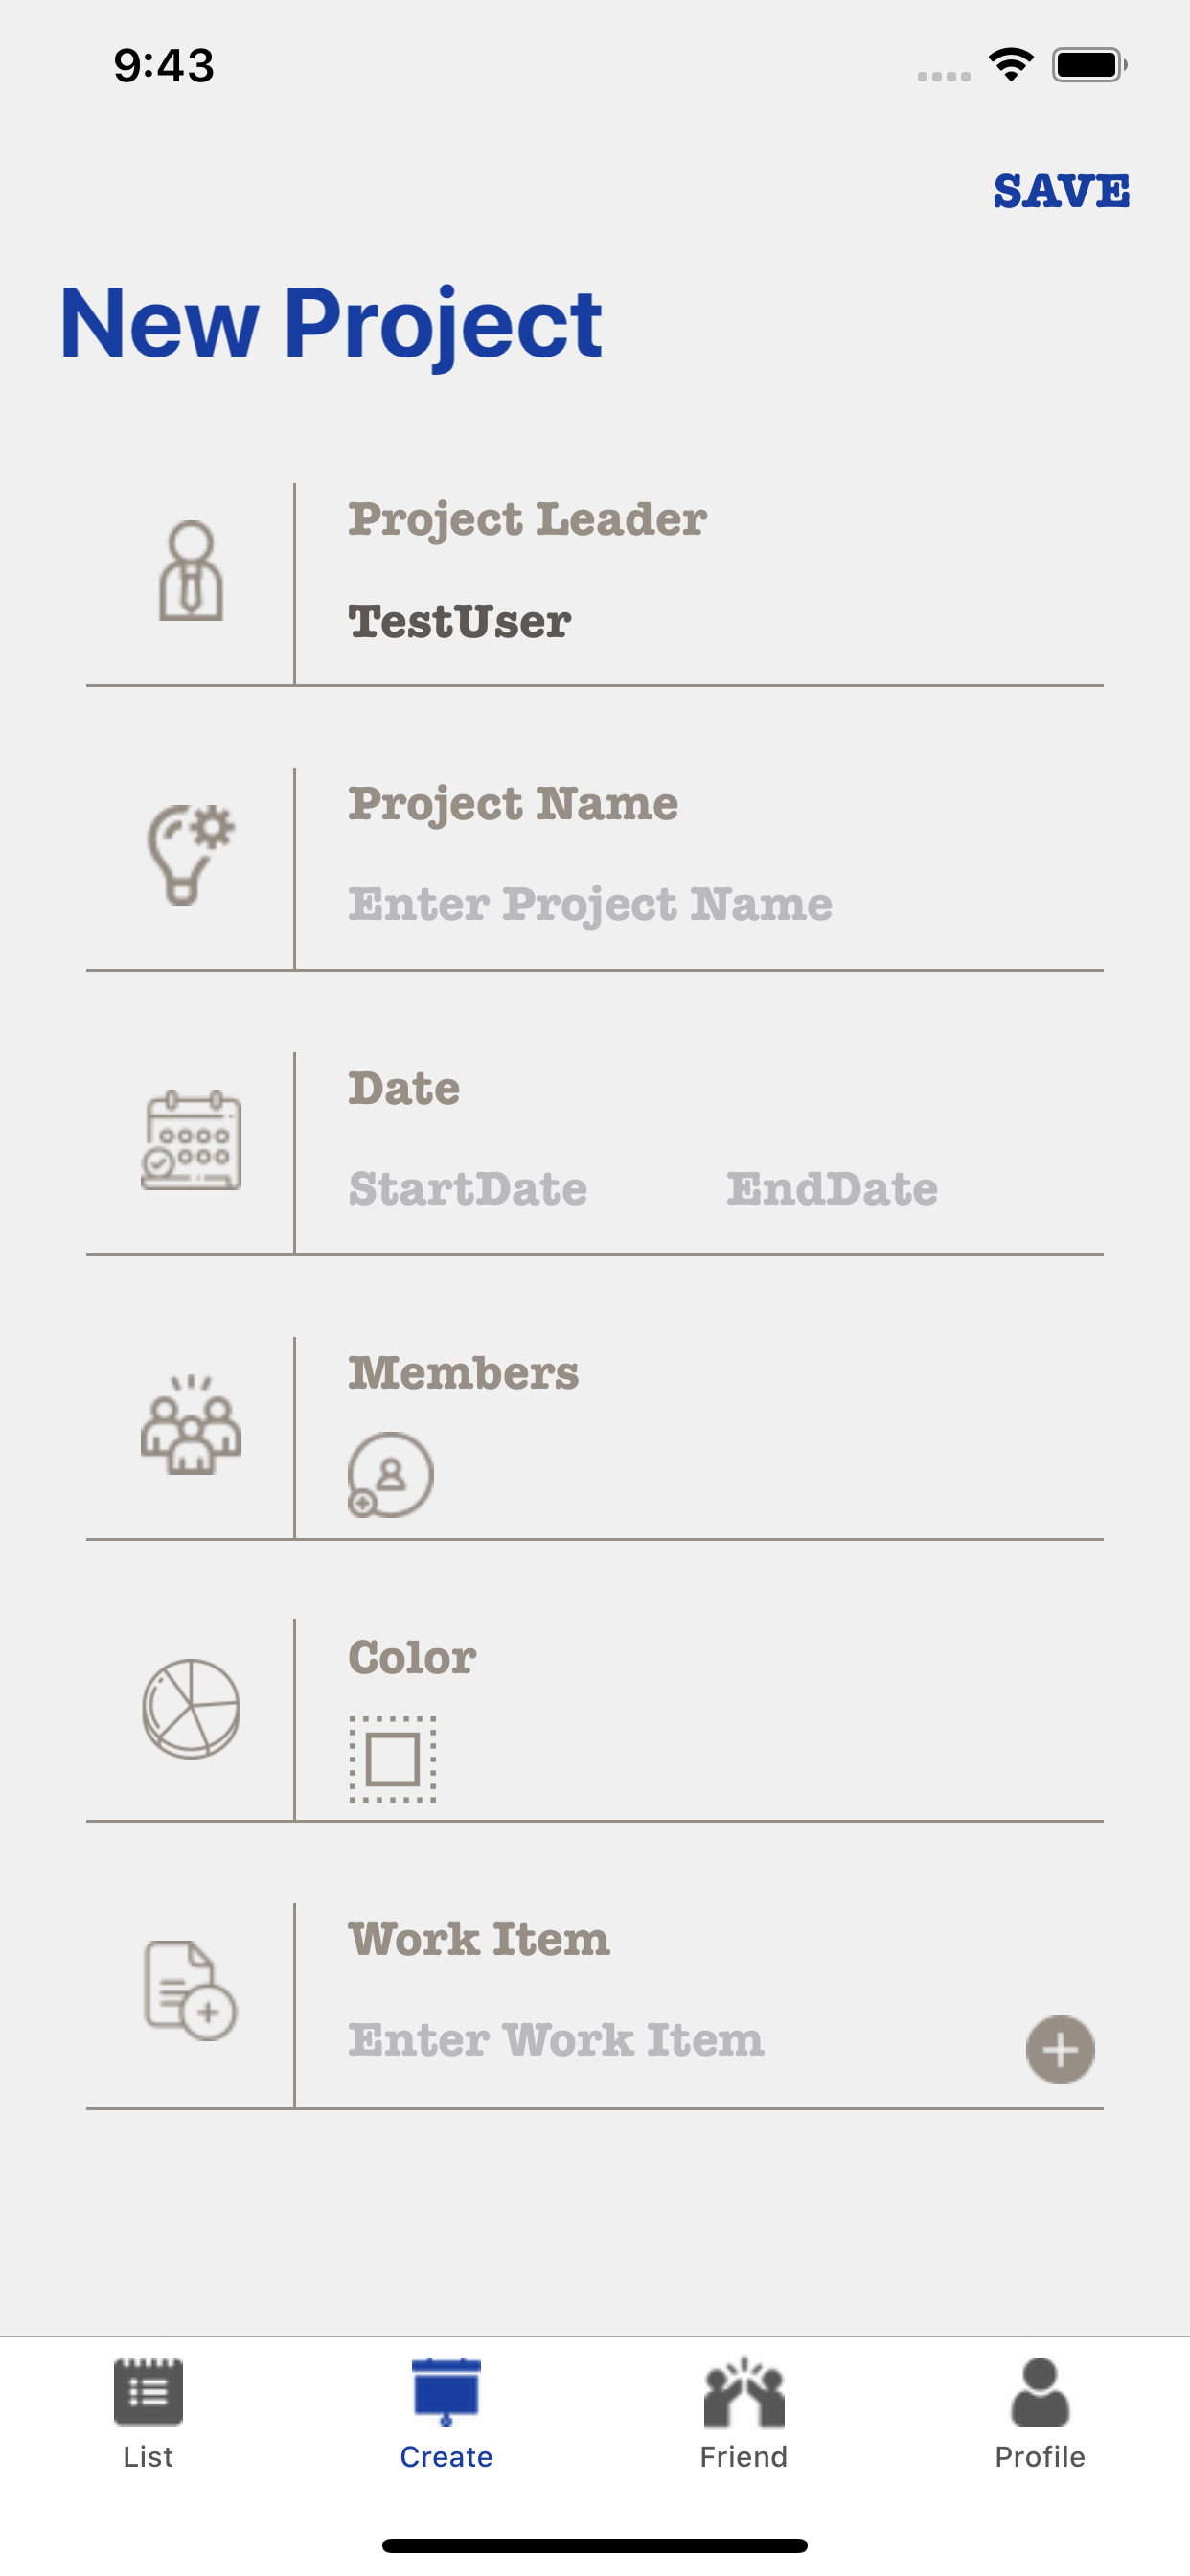 9:43
SAVE
New Project
Project Leader
TestUser
Project Name
Enter Project Name
Date
StartDate EndDate
Members
Color
Work Item
Enter Work Item
List Create Friend Profile